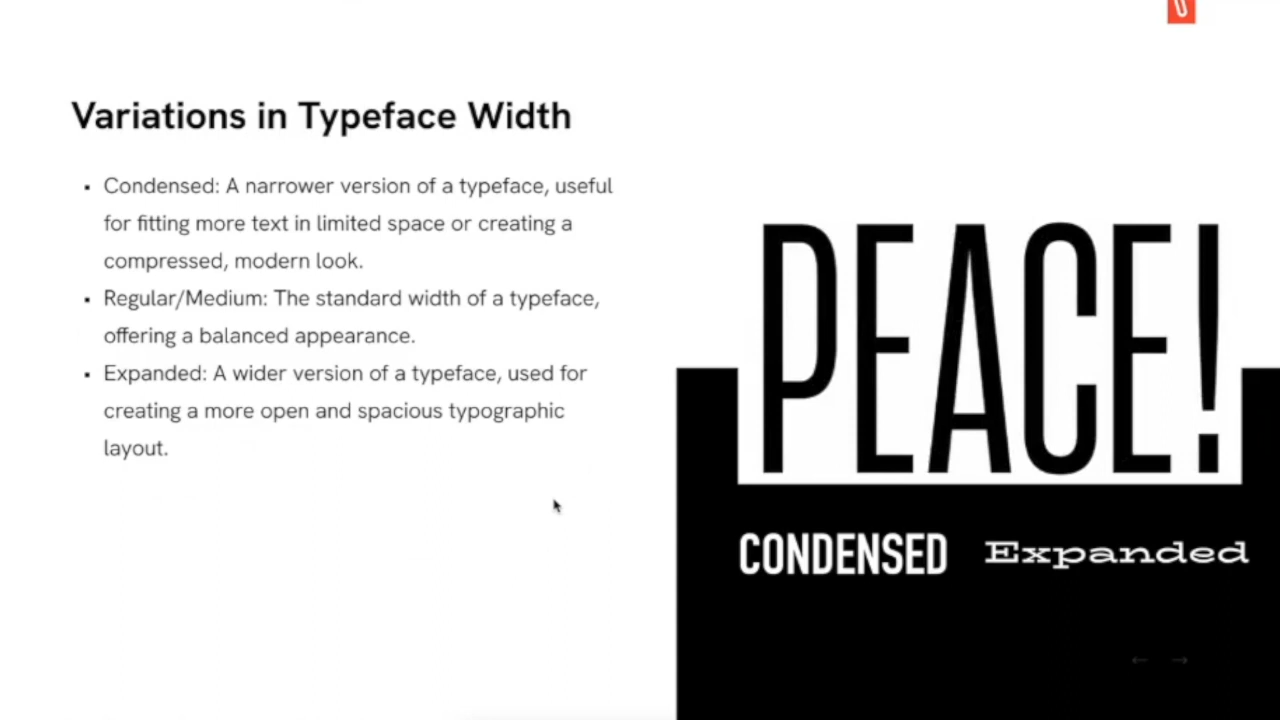 Variations in Typeface Width
▪ Condensed: A narrower version of a typeface, useful
for fitting more text in limited space or creating a
compressed, modern look.
▪ Regular/Medium: The standard width of a typeface,
offering a balanced appearance.
▪ Expanded: A wider version of a typeface, used for
creating a more open and spacious typographic
layout.
PEACE!
CONDENSED Expanded
← →